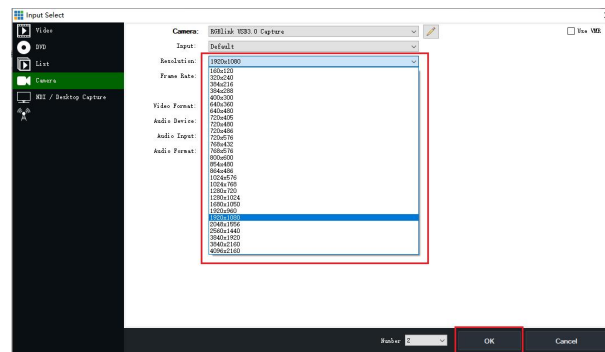 Input Select
Video
DVD
List
Camera
NDI / Desktop Capture
Camera: RGBlink USB3.0 Capture
Use VMR
Input: Default
Resolution: 1920x1080
Frame Rate:
Video Format:
Audio Device:
Audio Input:
Audio Format:
160x120
320x240
384x216
384x288
400x300
640x360
640x480
720x405
720x480
720x486
720x576
768x432
768x576
800x600
854x480
864x486
1024x576
1024x768
1280x720
1280x1024
1680x1050
1920x960
1920x1080
2048x1556
2560x1440
3840x1920
3840x2160
4096x2160
Number 2
OK
Cancel